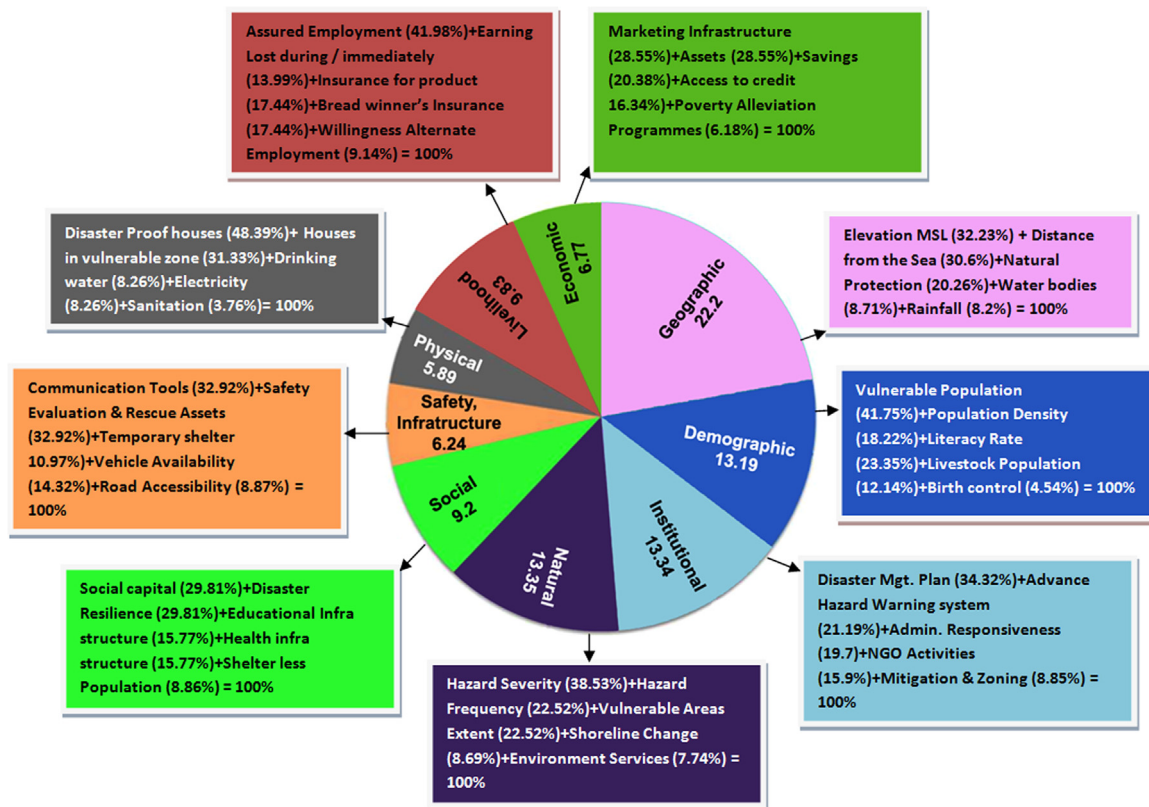 Assured Employment (41.98%)+Earning
Lost during / immediately
(13.99%)+Insurance for product
(17.44%)+Bread winner’s Insurance
(17.44%)+Willingness Alternate
Employment (9.14%) = 100%
Marketing Infrastructure
(28.55%)+Assets (28.55%)+Savings
(20.38%)+Access to credit
16.34%)+Poverty Alleviation
Programmes (6.18%) = 100%
Disaster Proof houses (48.39%)+ Houses
in vulnerable zone (31.33%)+Drinking
water (8.26%)+Electricity
(8.26%)+Sanitation (3.76%)= 100%
Elevation MSL (32.23%) + Distance
from the Sea (30.6%)+Natural
Protection (20.26%)+Water bodies
(8.71%)+Rainfall (8.2%) = 100%
Communication Tools (32.92%)+Safety
Evaluation & Rescue Assets
(32.92%)+Temporary shelter
10.97%)+Vehicle Availability
(14.32%)+Road Accessibility (8.87%) =
100%
Vulnerable Population
(41.75%)+Population Density
(18.22%)+Literacy Rate
(23.35%)+Livestock Population
(12.14%)+Birth control (4.54%) = 100%
Social capital (29.81%)+Disaster
Resilience (29.81%)+Educational Infra
structure (15.77%)+Health infra
structure (15.77%)+Shelter less
Population (8.86%) = 100%
Hazard Severity (38.53%)+Hazard
Frequency (22.52%)+Vulnerable Areas
Extent (22.52%)+Shoreline Change
(8.69%)+Environment Services (7.74%) =
100%
Disaster Mgt. Plan (34.32%)+Advance
Hazard Warning system
(21.19%)+Admin. Responsiveness
(19.7)+NGO Activities
(15.9%)+Mitigation & Zoning (8.85%) =
100%
Economic
6.77
Geographic
22.2
Livelihood
9.83
Physical
5.89
Safety,
Infratructure
6.24
Demographic
13.19
Social
9.2
Natural
13.35
Institutional
13.34